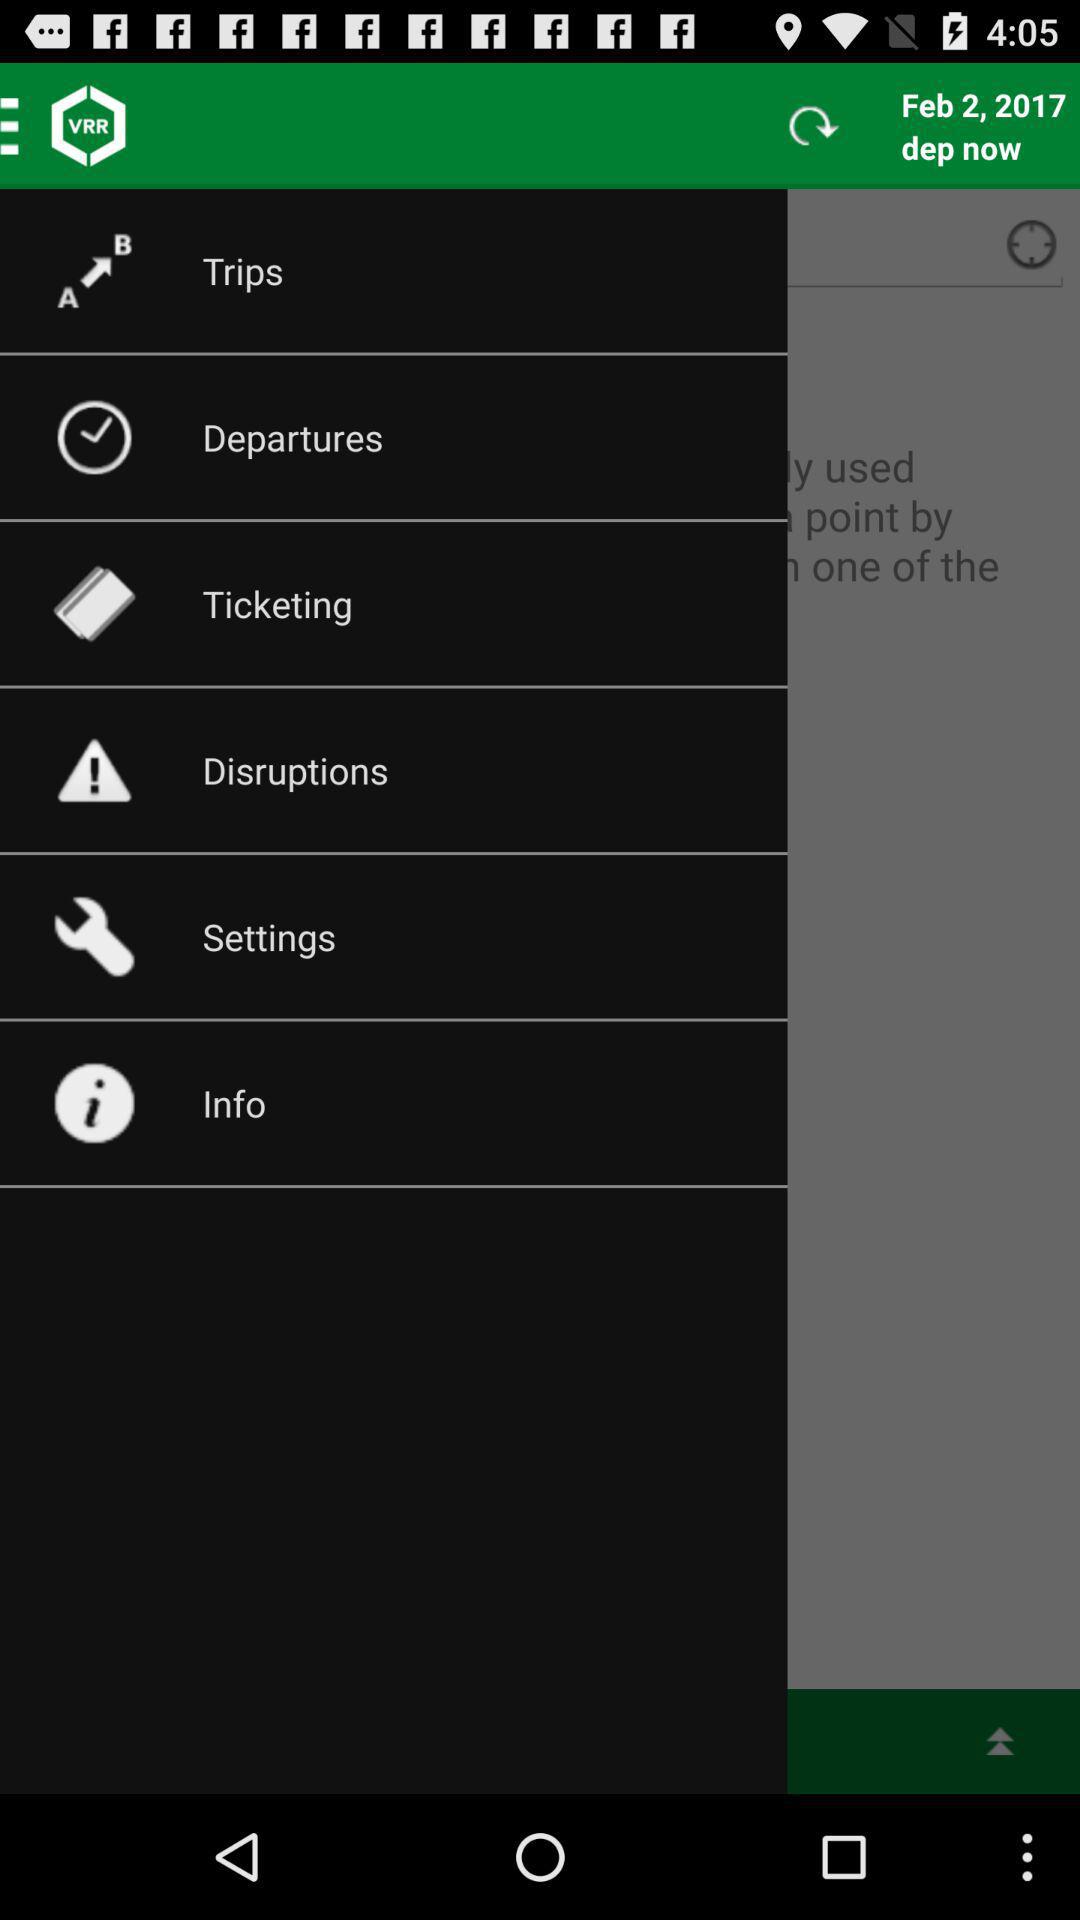 4:05
VRR
Feb 2, 2017
dep now
A B
Trips
Departures
ly used
point by
Ticketing
one of the
Disruptions
Settings
i Info